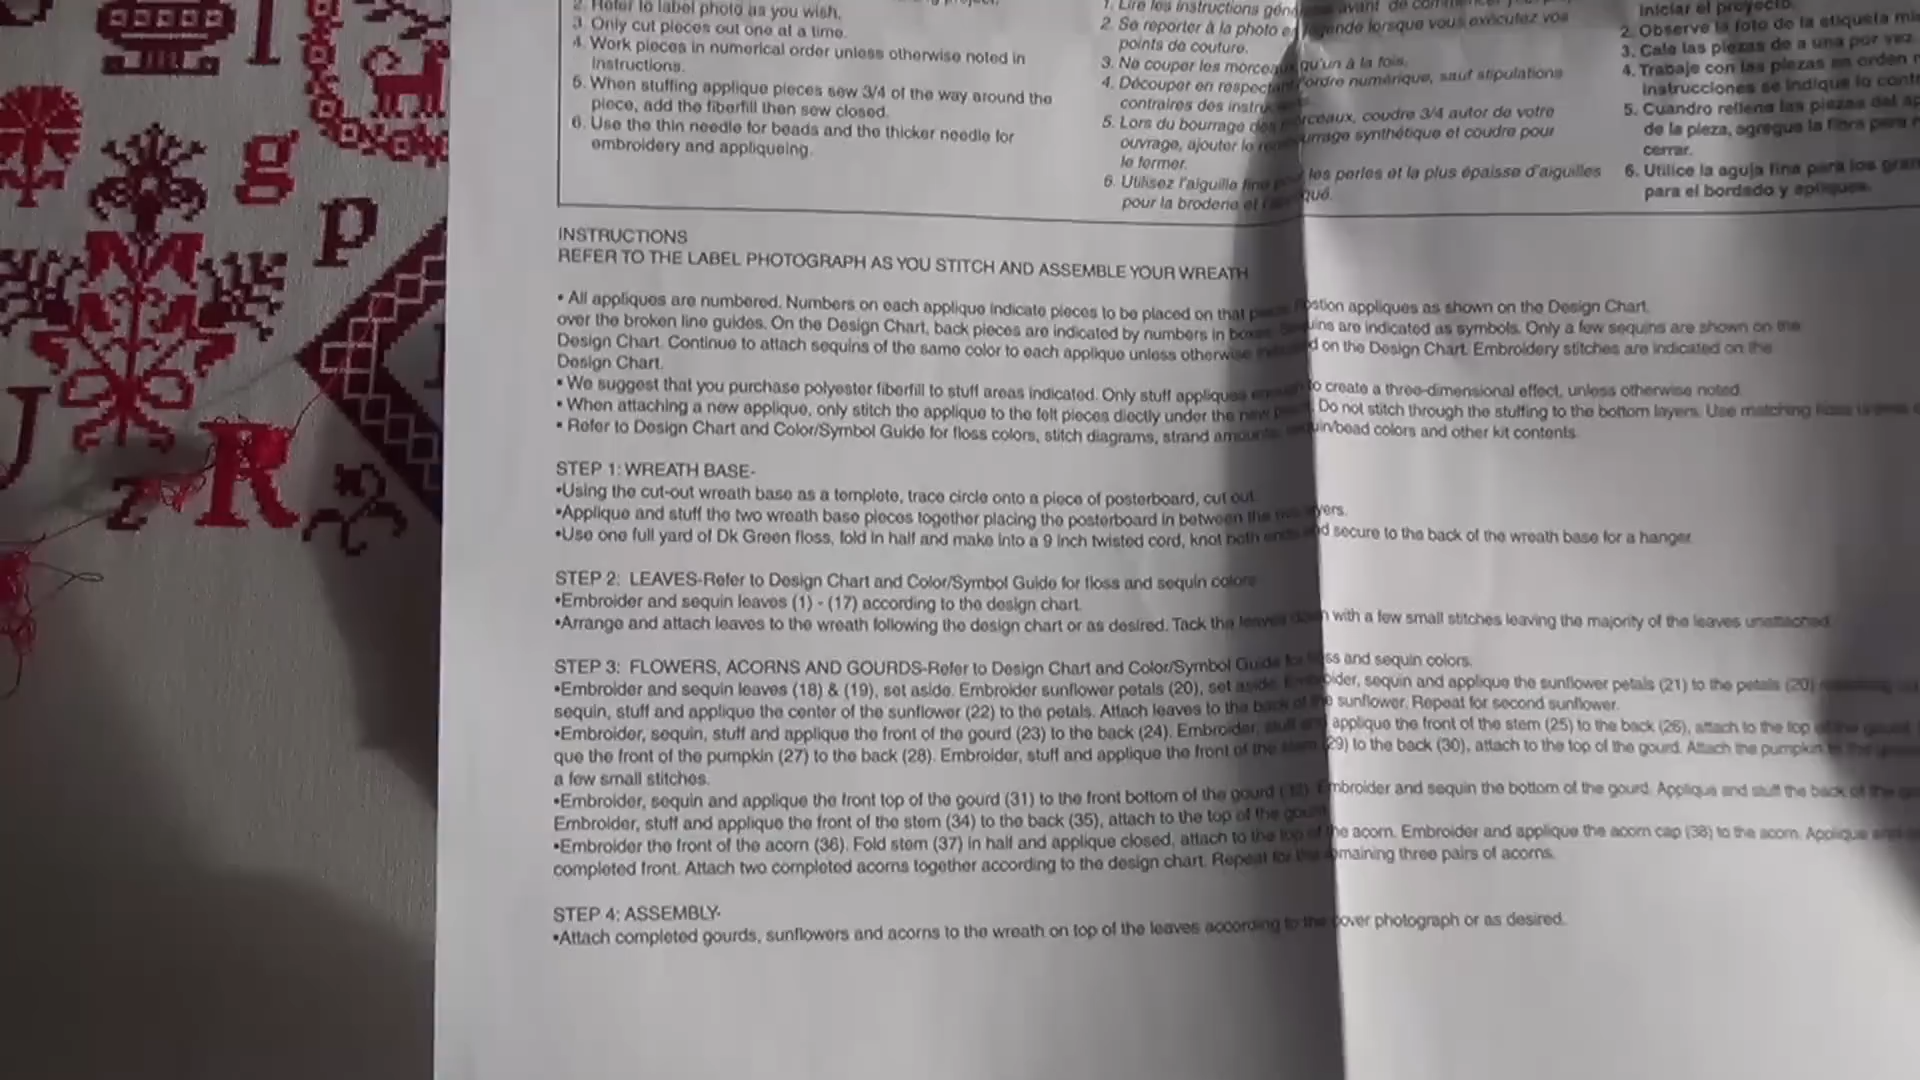 2. Refer to label photo as you wish.
3. Only cut pieces out one at a time.
4. Work pieces in numerical order unless otherwise noted in
instructions.
5. When stuffing applique pieces sew 3/4 of the way around the
piece, add the fiberfill then sew closed.
6. Use the thin needle for beads and the thicker needle for
embroidery and appliqueing.
1. Lire les instructions
2. Se reporter à la photo lorsque vous exécutez vos
points de couture.
3. Ne couper les morceaux qu'un à la fois.
4. Découper en respectant l'ordre numérique, sauf stipulations
contraires des
5. Lors du bourrage des morceaux, coudre 3/4 autor de votre
ouvrage, ajouter le synthétique et coudre pour
le fermer.
6. Utilisez l'aiguille fine les perles et la plus épaisse d'aiguilles
pour la broderie et
iniciar el proyecto.
2. Observe la foto de la etiqueta
3. Cale las piezas de a una por vez.
4. Trabaje con las piezas en orden
instrucciones se indique lo
5. Cuandro rellene las piezas del
de la pieza, agregue la fibra para
cerrar.
6. Utilice la aguja fina para los
para el bordado y apliques.
g
p
J
R
INSTRUCTIONS
REFER TO THE LABEL PHOTOGRAPH AS YOU STITCH AND ASSEMBLE YOUR WREATH
• All appliques are numbered. Numbers on each applique indicate pieces to be placed on that piece. Postion appliques as shown on the Design Chart.
over the broken line guides. On the Design Chart, back pieces are indicated by numbers in boxes. Sequins are indicated as symbols. Only a few sequins are shown on the
Design Chart. Continue to attach sequins of the same color to each applique unless otherwise indicated on the Design Chart. Embroidery stitches are indicated on the
Design Chart.
• We suggest that you purchase polyester fiberfill to stuff areas indicated. Only stuff appliques enough to create a three-dimensional effect, unless otherwise noted.
• When attaching a new applique, only stitch the applique to the felt pieces diectly under the new piece. Do not stitch through the stuffing to the bottom layers. Use matching floss
• Refer to Design Chart and Color/Symbol Guide for floss colors, stitch diagrams, strand amounts, sequin/bead colors and other kit contents.
STEP 1: WREATH BASE-
•Using the cut-out wreath base as a templete, trace circle onto a piece of posterboard, cut out.
•Applique and stuff the two wreath base pieces together placing the posterboard in between the two layers.
•Use one full yard of Dk Green floss, fold in half and make into a 9 inch twisted cord, knot both ends and secure to the back of the wreath base for a hanger.
STEP 2: LEAVES-Refer to Design Chart and Color/Symbol Guide for floss and sequin colors.
•Embroider and sequin leaves (1) - (17) according to the design chart.
•Arrange and attach leaves to the wreath following the design chart or as desired. Tack the leaves down with a few small stitches leaving the majority of the leaves unattached.
STEP 3: FLOWERS, ACORNS AND GOURDS-Refer to Design Chart and Color/Symbol Guide for floss and sequin colors.
•Embroider and sequin leaves (18) & (19), set aside. Embroider sunflower petals (20), set aside. Embroider, sequin and applique the sunflower petals (21) to the petals (20)
sequin, stuff and applique the center of the sunflower (22) to the petals. Attach leaves to the back of the sunflower. Repeat for second sunflower.
•Embroider, sequin, stuff and applique the front of the gourd (23) to the back (24). Embroider, stuff and applique the front of the stem (25) to the back (26), attach to the top of the gourd.
que the front of the pumpkin (27) to the back (28). Embroider, stuff and applique the front of the stem (29) to the back (30), attach to the top of the gourd. Attach the pumpkin to the
a few small stitches.
•Embroider, sequin and applique the front top of the gourd (31) to the front bottom of the gourd Embroider and sequin the bottom of the gourd. Applique and stuff the back of the
Embroider, stuff and applique the front of the stem (34) to the back (35), attach to the top of the gourd.
•Embroider the front of the acorn (36). Fold stem (37) in half and applique closed, attach to the top of the acorn. Embroider and applique the acorn cap (38) to the acorn. Applique
completed front. Attach two completed acorns together according to the design chart. Repeat for the remaining three pairs of acorns.
STEP 4: ASSEMBLY-
•Attach completed gourds, sunflowers and acorns to the wreath on top of the leaves according to the cover photograph or as desired.